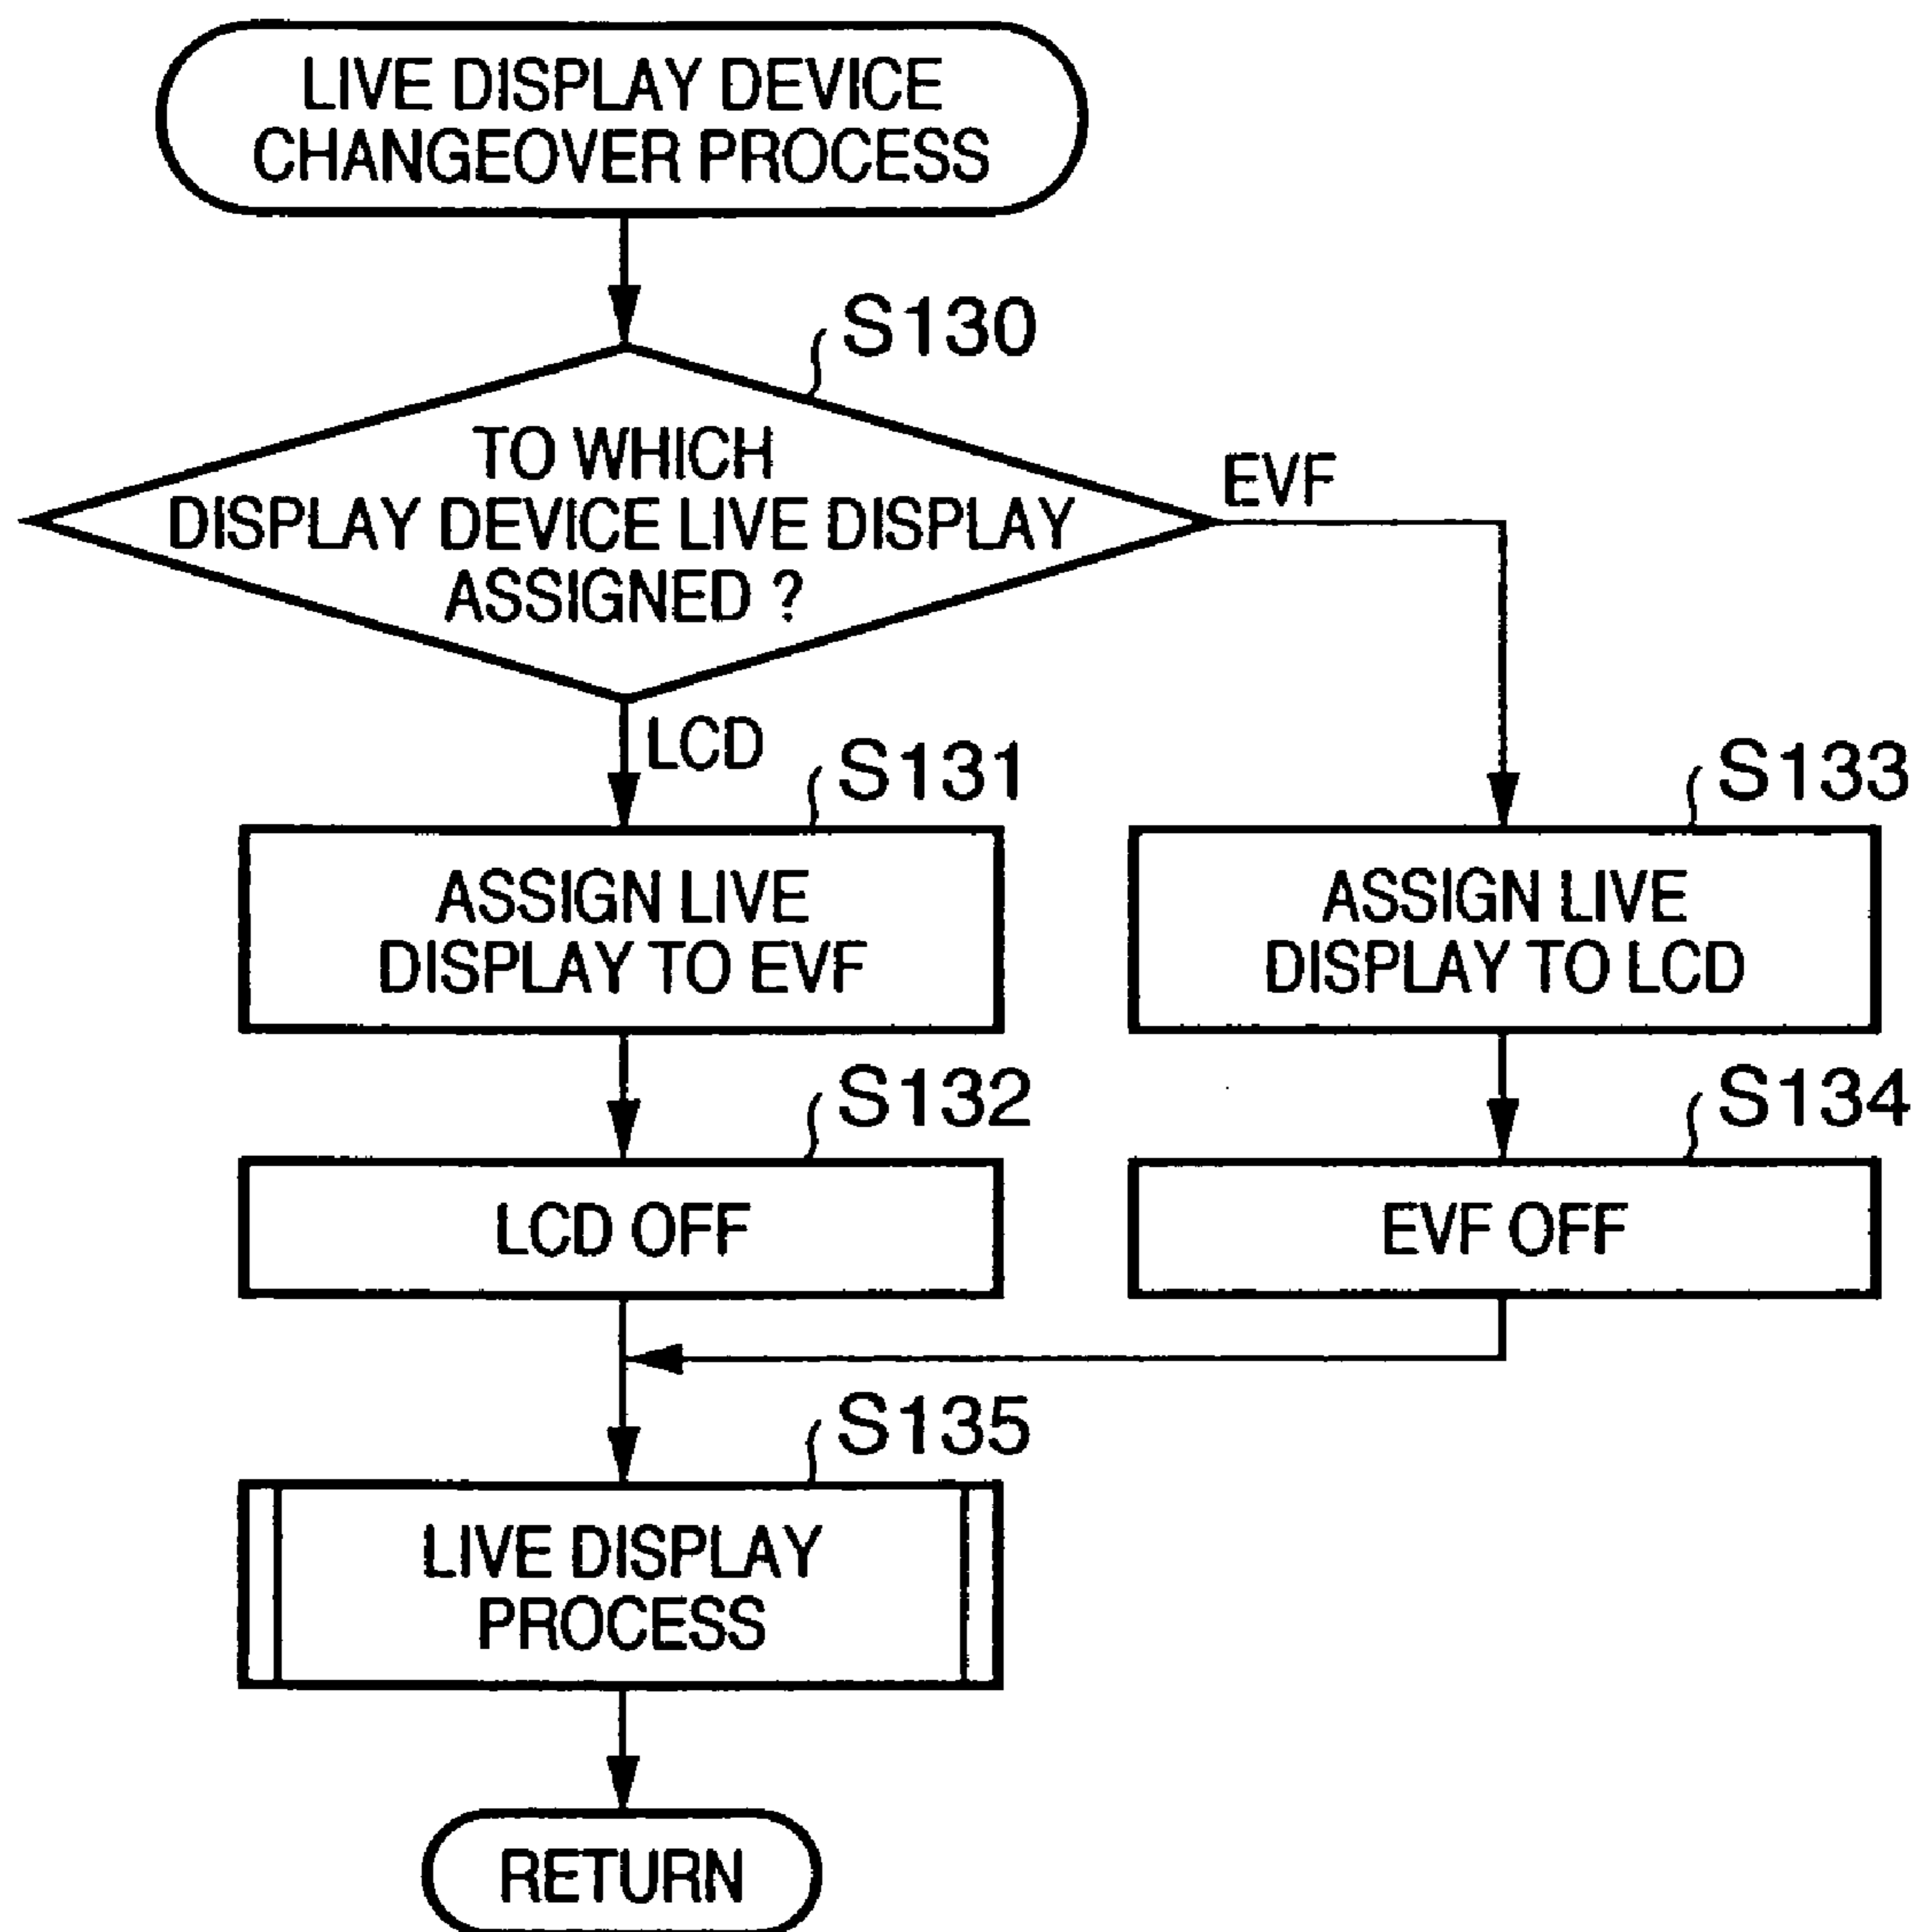 LIVE DISPLAY DEVICE
CHANGEOVER PROCESS
S130
TO WHICH
DISPLAY DEVICE LIVE DISPLAY
ASSIGNED ?
EVF
LCD
S131
S133
ASSIGN LIVE
DISPLAY TO EVF
ASSIGN LIVE
DISPLAY TO LCD
S132
S134
LCD OFF
EVF OFF
S135
LIVE DISPLAY
PROCESS
RETURN